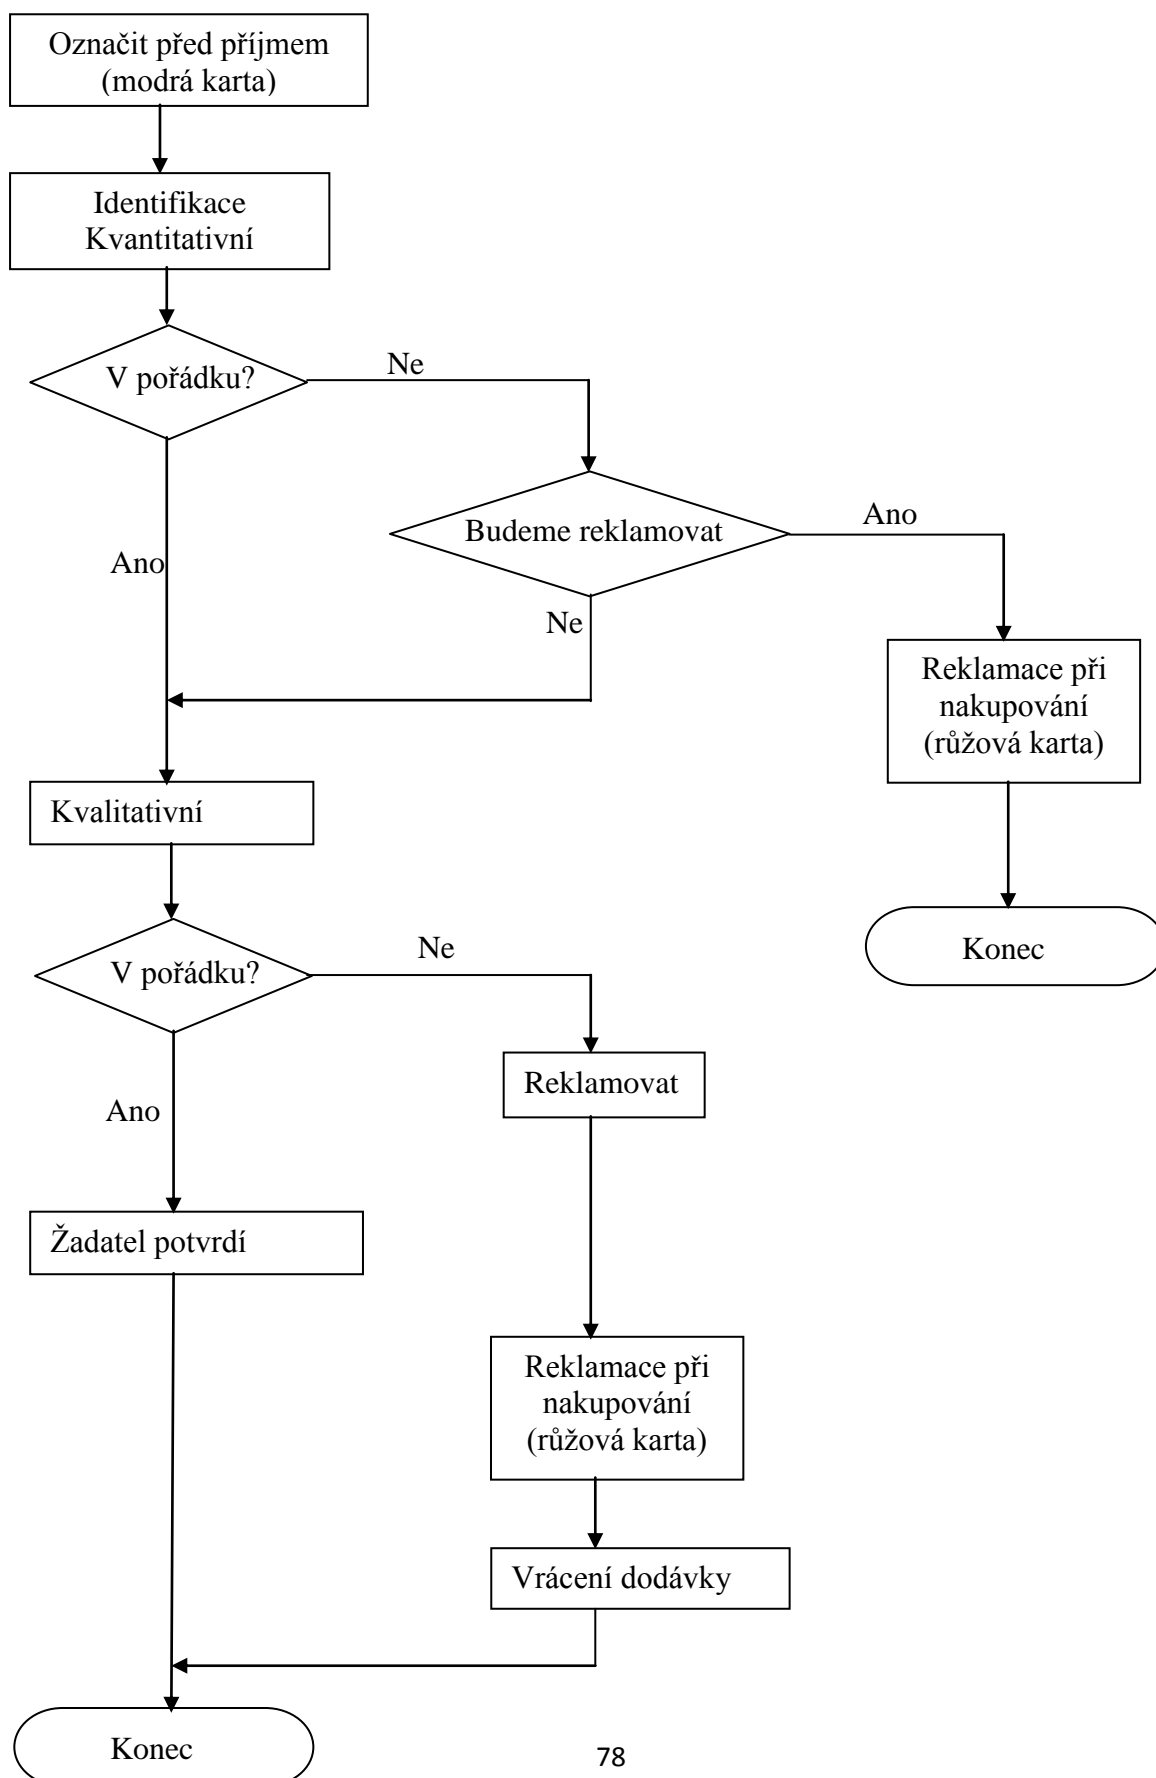 Označit před příjmem
(modrá karta)
Identifikace
Kvantitativní
V pořádku?
Ne
Budeme reklamovat
Ano
Ano
Ne
Reklamace při
nakupování
(růžová karta)
Kvalitativní
Konec
V pořádku?
Ne
Reklamovat
Ano
Žadatel potvrdí
Reklamace při
nakupování
(růžová karta)
Vrácení dodávky
Konec
78